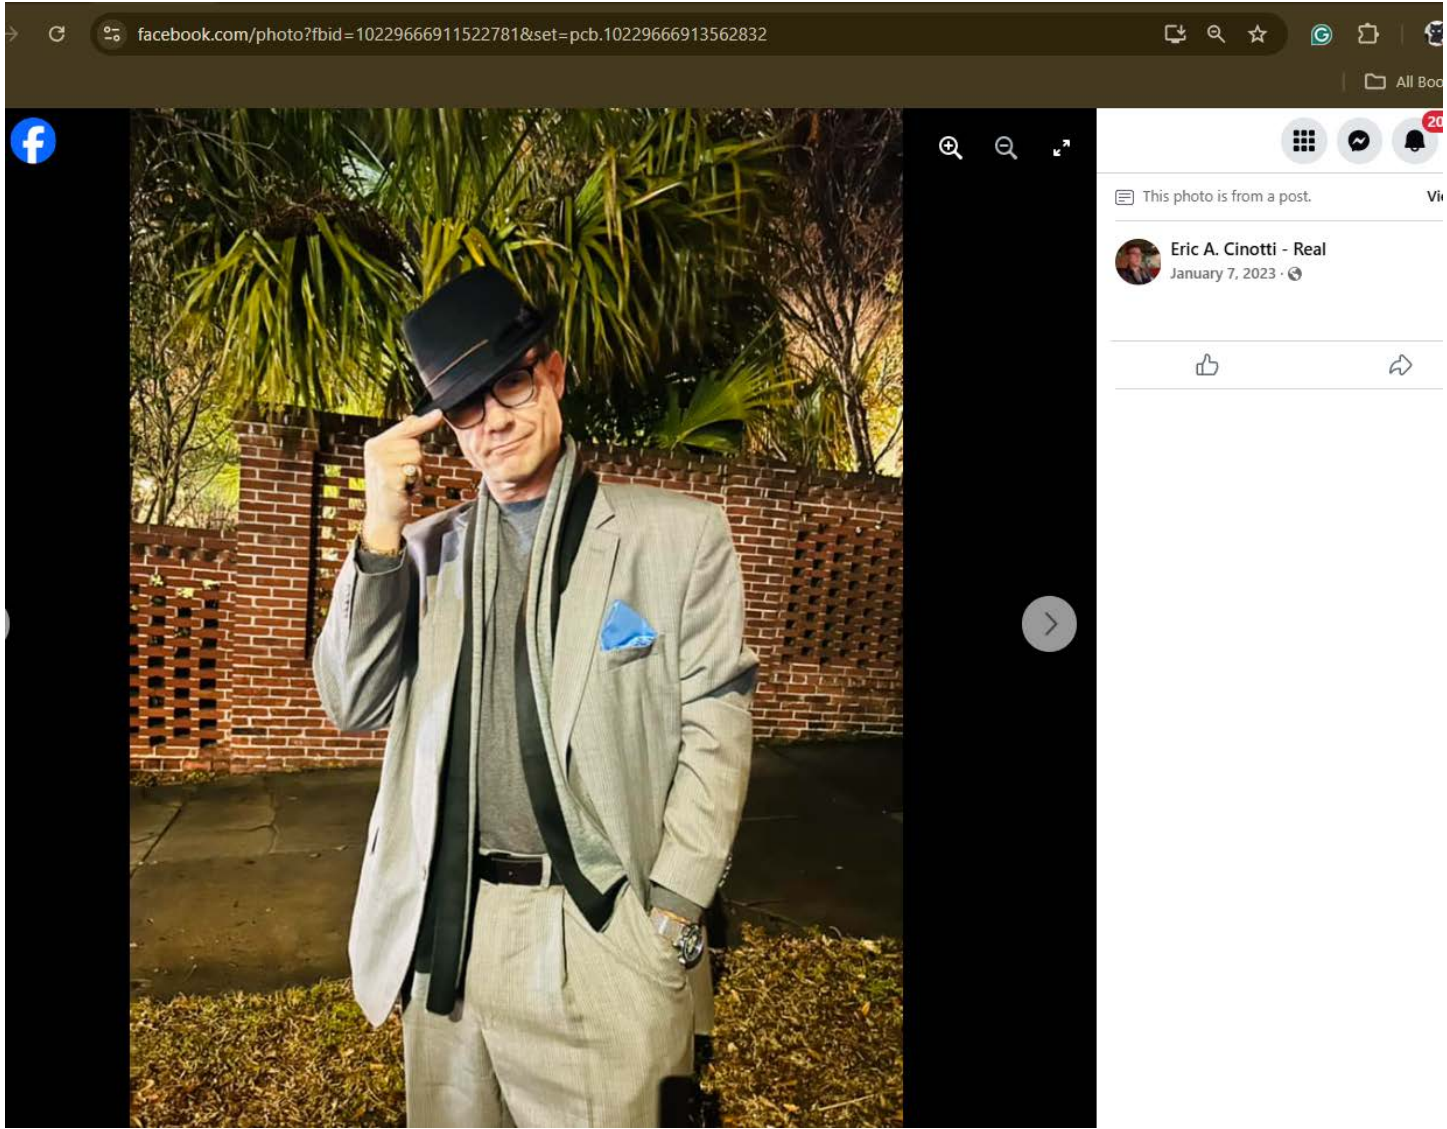 facebook.com/photo?fbid=10229666911522781&set=pcb.10229666913562832
All Boo
20
This photo is from a post.
Vi
Eric A. Cinotti - Real
January 7, 2023 ·